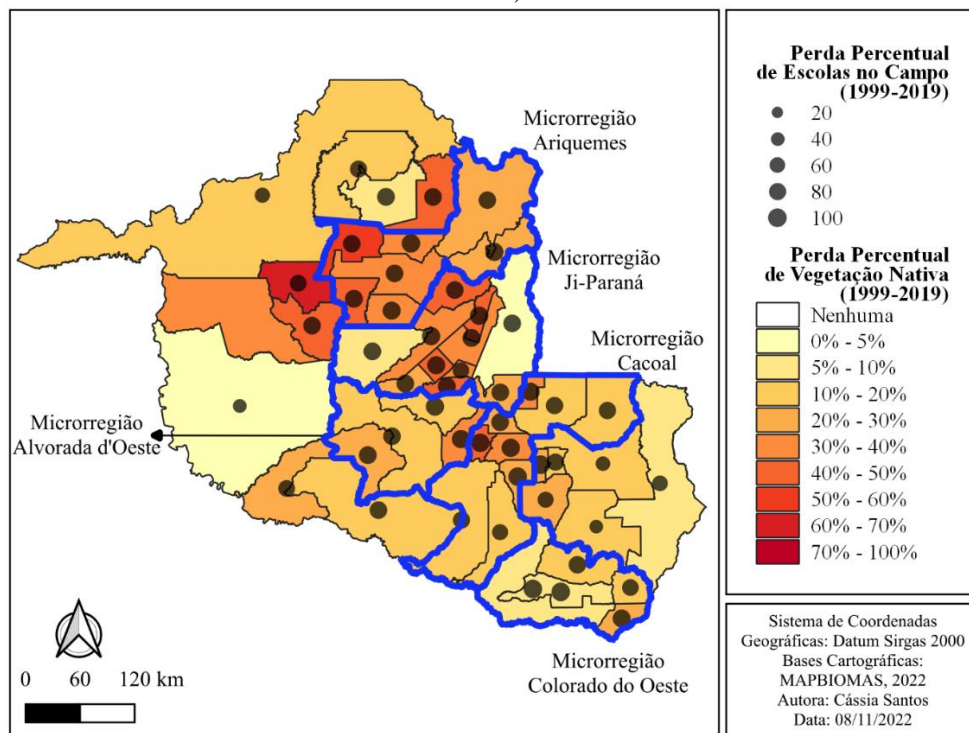 Microrregião
Ariquemes
Microrregião
Ji-Paraná
Microrregião
Cacoal
Microrregião
Alvorada d'Oeste
Microrregião
Colorado do Oeste
0 60 120 km
Perda Percentual
de Escolas no Campo
(1999-2019)
20
40
60
80
100
Perda Percentual
de Vegetação Nativa
(1999-2019)
Nenhuma
0% - 5%
5% - 10%
10% - 20%
20% - 30%
30% - 40%
40% - 50%
50% - 60%
60% - 70%
70% - 100%
Sistema de Coordenadas
Geográficas: Datum Sirgas 2000
Bases Cartográficas:
MAPBIOMAS, 2022
Autora: Cássia Santos
Data: 08/11/2022